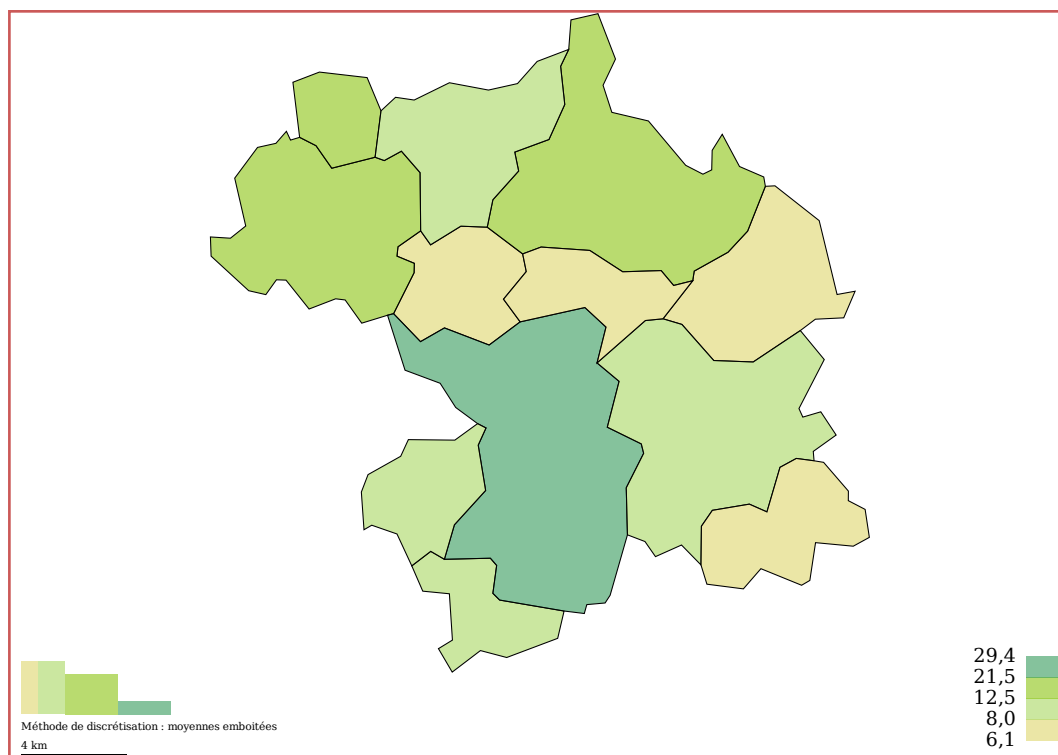 29,4
21,5
12,5
8,0
6,1
Méthode de discrétisation : moyennes emboitées
4 km